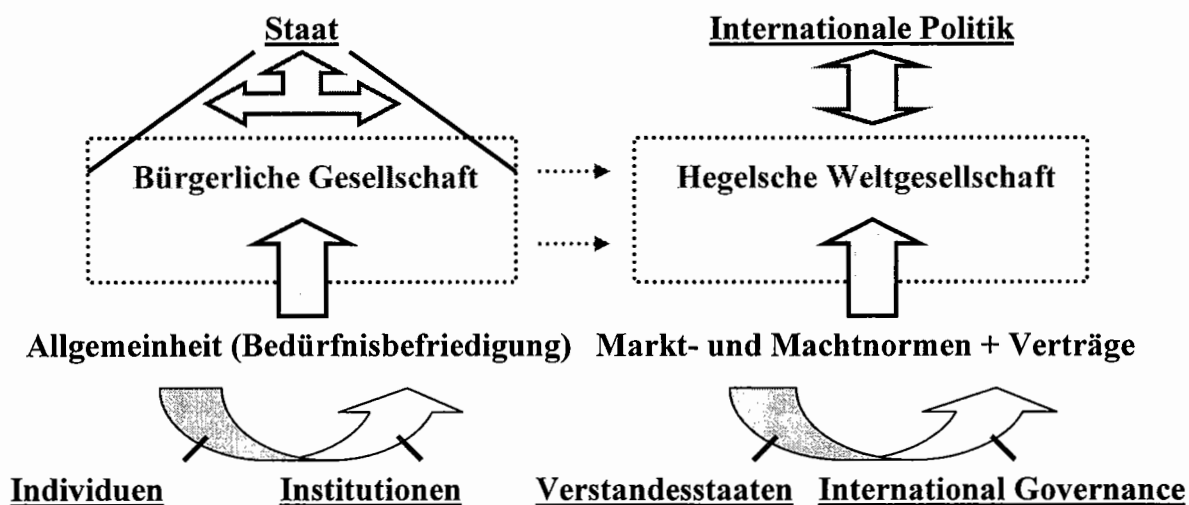 Staat Internationale Politik
Bürgerliche Gesellschaft Hegelsche Weltgesellschaft
Allgemeinheit (Bedürfnisbefriedigung) Markt- und Machtnormen + Verträge
Individuen Institutionen Verstandesstaaten International Governance